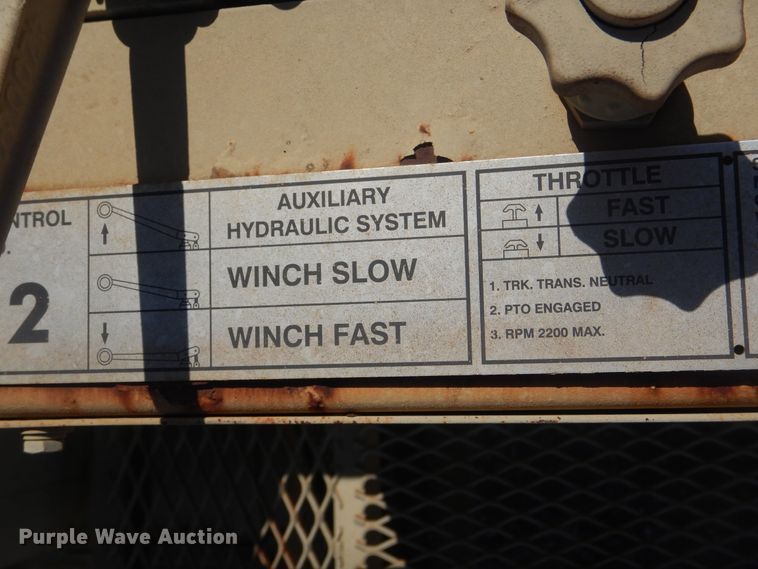 NTROL
2
AUXILIARY
HYDRAULIC SYSTEM
WINCH SLOW
WINCH FAST
THROTTLE
FAST
SLOW
1. TRK. TRANS. NEUTRAL
2. PTO ENGAGED
3. RPM 2200 MAX.
Purple Wave Auction